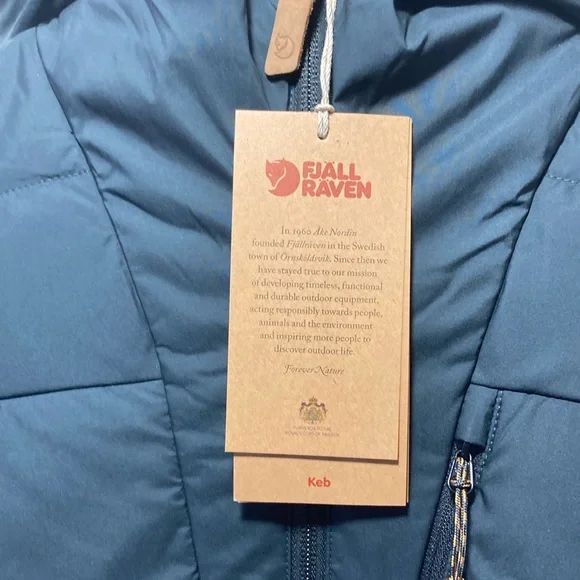 FJÄLL
RÄVEN
In 1960 Åke Nordin
founded Fjällräven in the Swedish
town of Örnsköldsvik. Since then we
have stayed true to our mission
of developing timeless, functional
and durable outdoor equipment,
acting responsibly towards people,
animals and the environment
and inspiring more people to
discover outdoor life.
Forever Nature
Keb